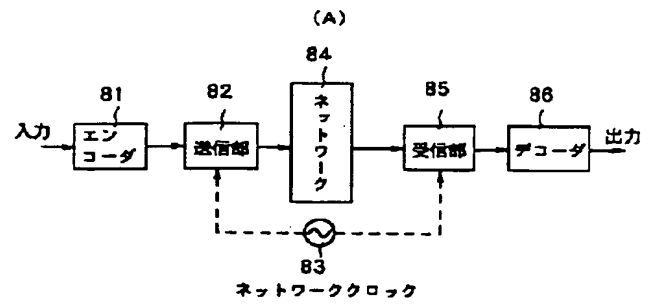 (A)
84
81
82
85
86
入力
エン
コーダ
送信部
ネットワーク
受信部
デコーダ
出力
83
ネットワーククロック